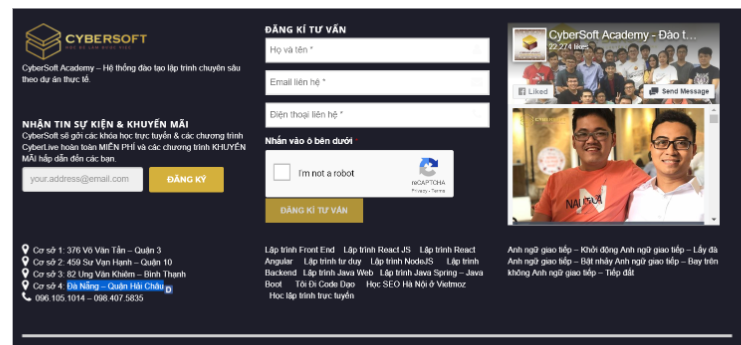 CYBERSOFT
CyberSoft Academy – Hệ thống đào tạo lập trình chuyên sâu
theo dự án thực tế.
NHẬN TIN SỰ KIỆN & KHUYẾN MÃI
CyberSoft sẽ gởi các khóa học trực tuyến & các chương trình
CyberLive hoàn toàn MIỄN PHÍ và các chương trình KHUYẾN
MÃI hấp dẫn đến các bạn.
your.address@email.com
ĐĂNG KÝ
Cơ sở 1: 376 Võ Văn Tần – Quận 3
Cơ sở 2: 459 Sư Vạn Hạnh – Quận 10
Cơ sở 3: 82 Ung Văn Khiêm – Bình Thạnh
Cơ sở 4: Đà Nẵng – Quận Hải Châu
096.105.1014 – 098.407.5835
ĐĂNG KÍ TƯ VẤN
Họ và tên *
Email liên hệ *
Điện thoại liên hệ *
Nhấn vào ô bên dưới
I'm not a robot
reCAPTCHA
Privacy - Terms
ĐĂNG KÍ TƯ VẤN
Lập trình Front End Lập trình React JS Lập trình React
Angular Lập trình tư duy Lập trình NodeJS Lập trình
Backend Lập trình Java Web Lập trình Java Spring – Java
Boot Tôi Đi Code Dạo Học SEO Hà Nội ở Vietmoz
Học lập trình trực tuyến
CyberSoft Academy - Đào t...
22,274 likes
Liked
Send Message
Anh ngữ giao tiếp – Khởi động Anh ngữ giao tiếp – Lấy đà
Anh ngữ giao tiếp – Bật nhảy Anh ngữ giao tiếp – Bay trên
không Anh ngữ giao tiếp – Tiếp đất